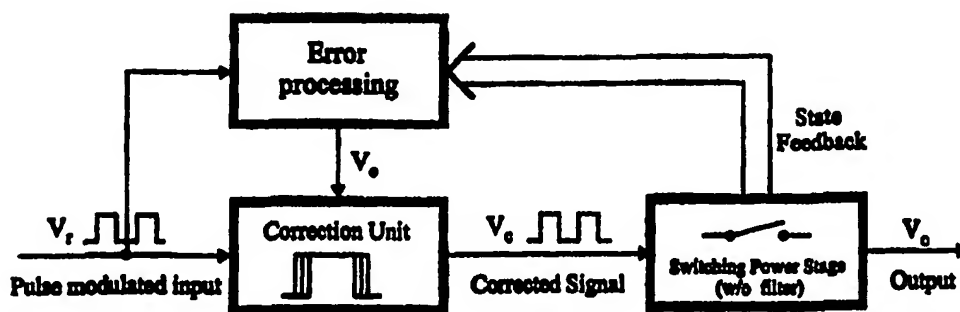 Error
processing
State
Feedback
Ve
Vr
Correction Unit
Vc
Vo
Pulse modulated input
Corrected Signal
Switching Power Stage
(w/o filter)
Output